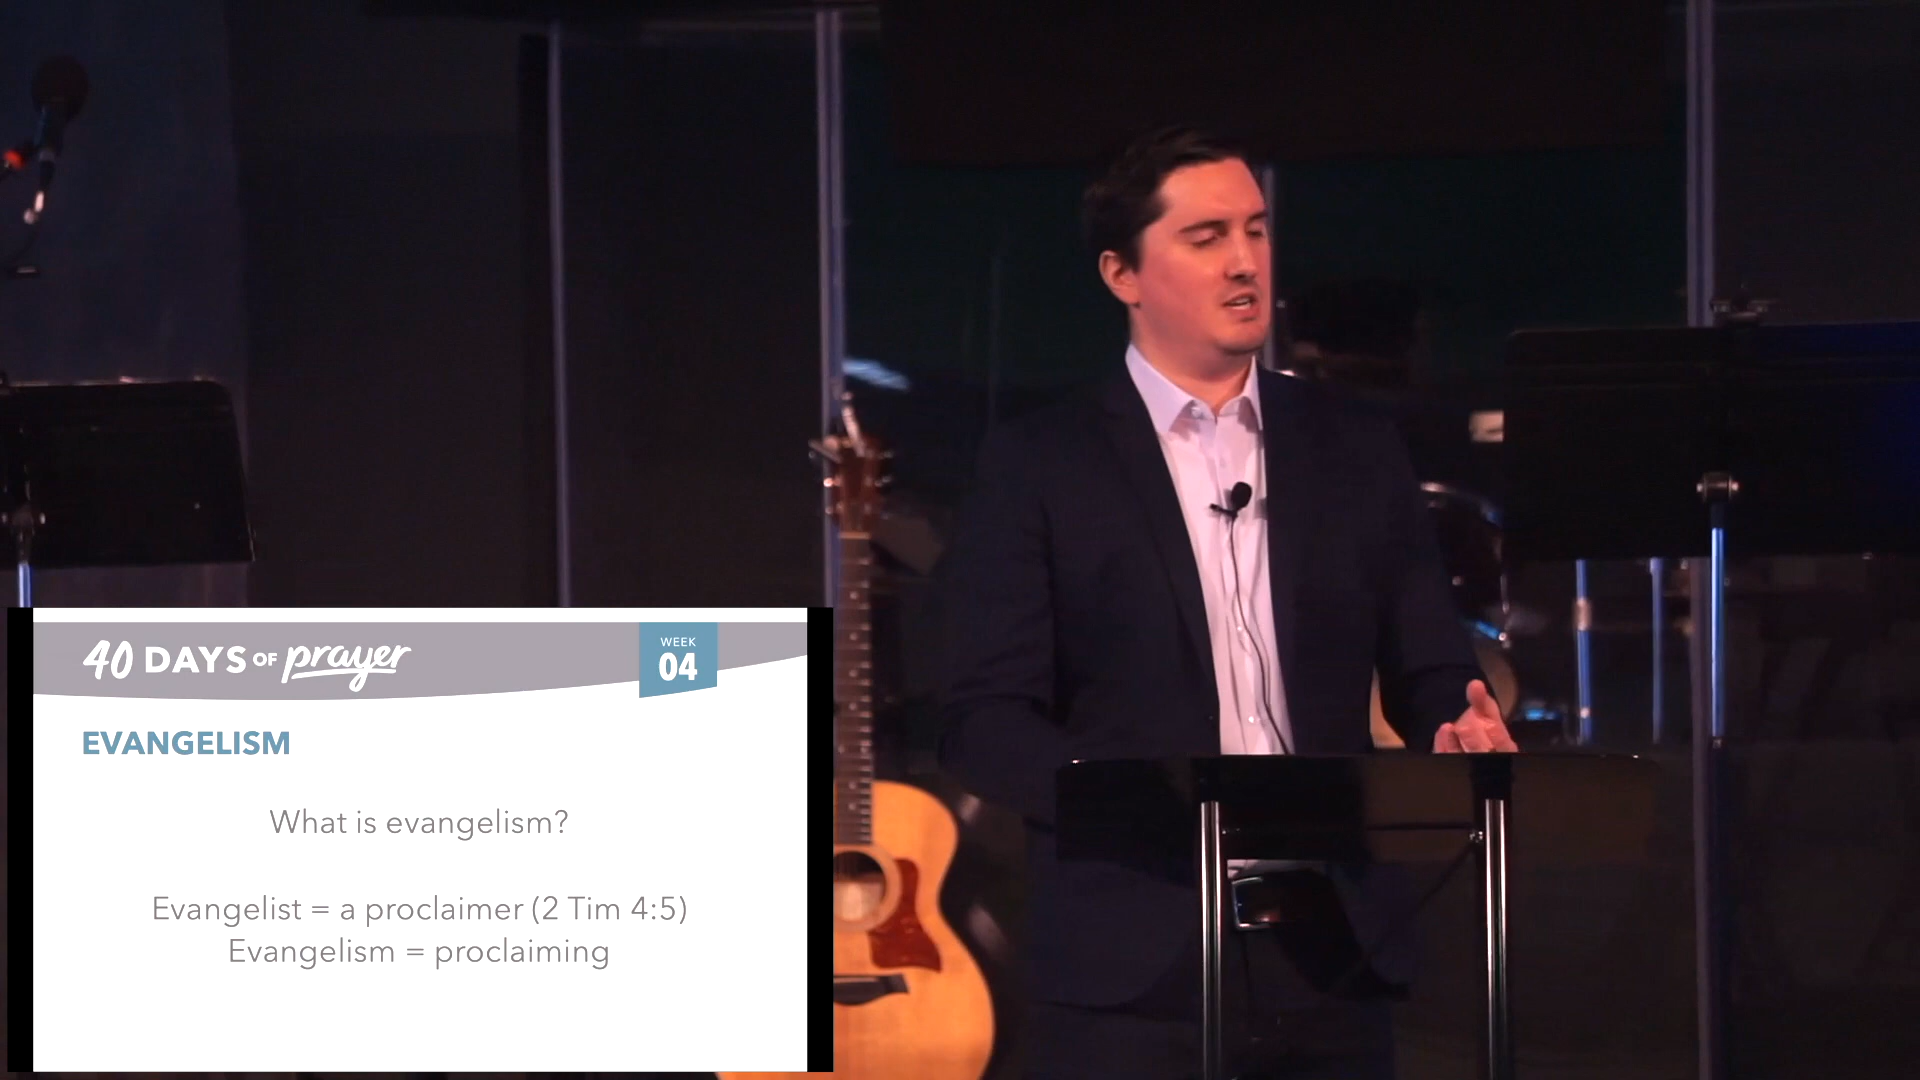 40 DAYS OF prayer
WEEK
04
EVANGELISM
What is evangelism?
Evangelist = a proclaimer (2 Tim 4:5)
Evangelism = proclaiming